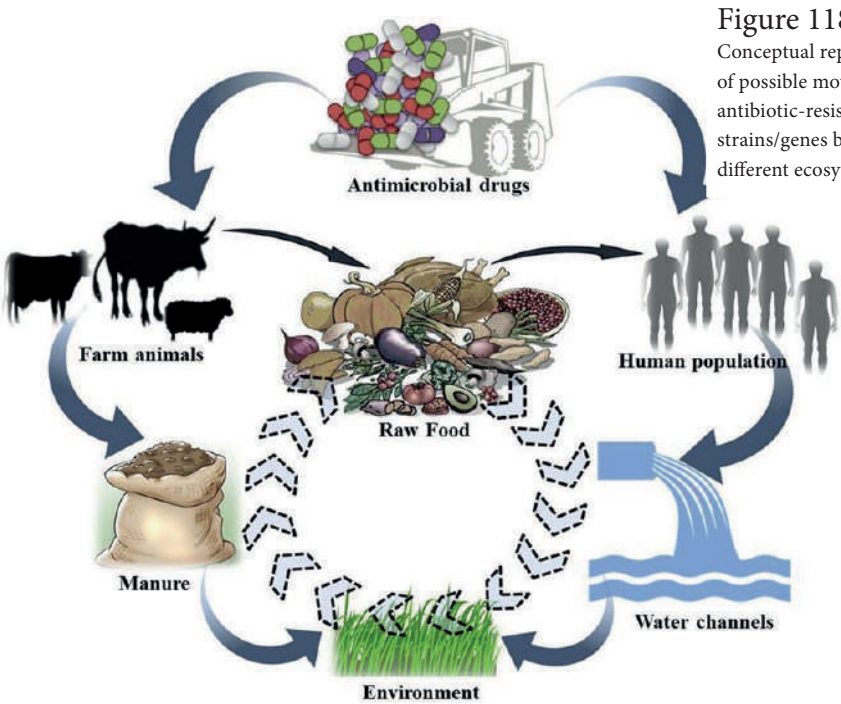 Figure 118
Conceptual rep
of possible mo
antibiotic-resis
strains/genes b
different ecosy
Antimicrobial drugs
Farm animals
Human population
Raw Food
Manure
Water channels
Environment